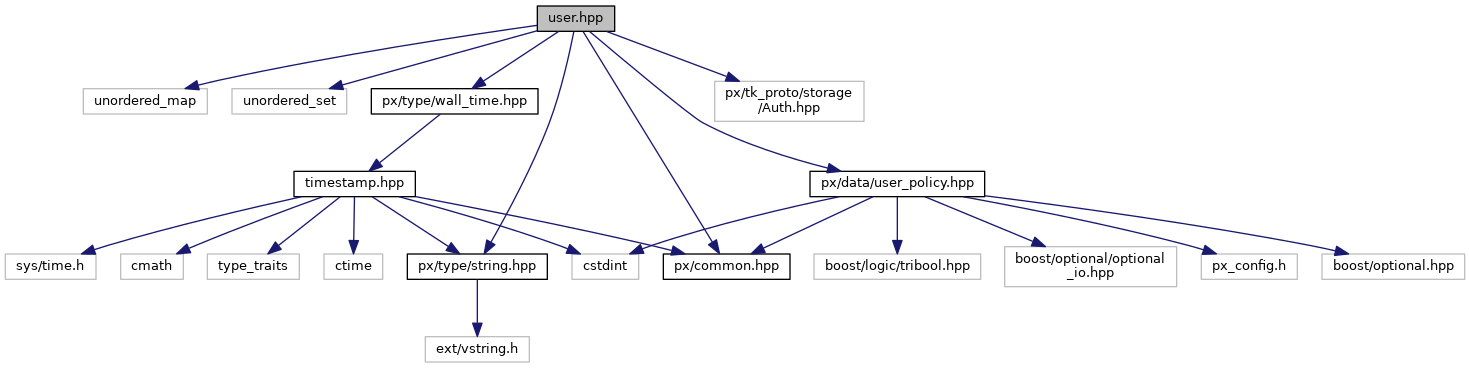 user.hpp
unordered_map
unordered_set
px/type/wall_time.hpp
px/tk_proto/storage
/Auth.hpp
timestamp.hpp
px/data/user_policy.hpp
sys/time.h
cmath
type_traits
ctime
px/type/string.hpp
cstdint
px/common.hpp
boost/logic/tribool.hpp
boost/optional/optional
_io.hpp
px_config.h
boost/optional.hpp
ext/vstring.h